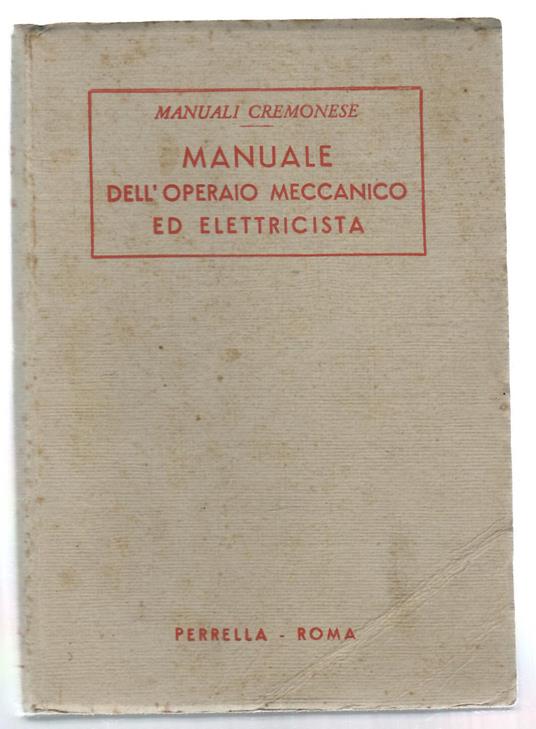 MANUALI CREMONESE
MANUALE
DELL'OPERAIO MECCANICO
ED ELETTRICISTA
PERRELLA - ROMA